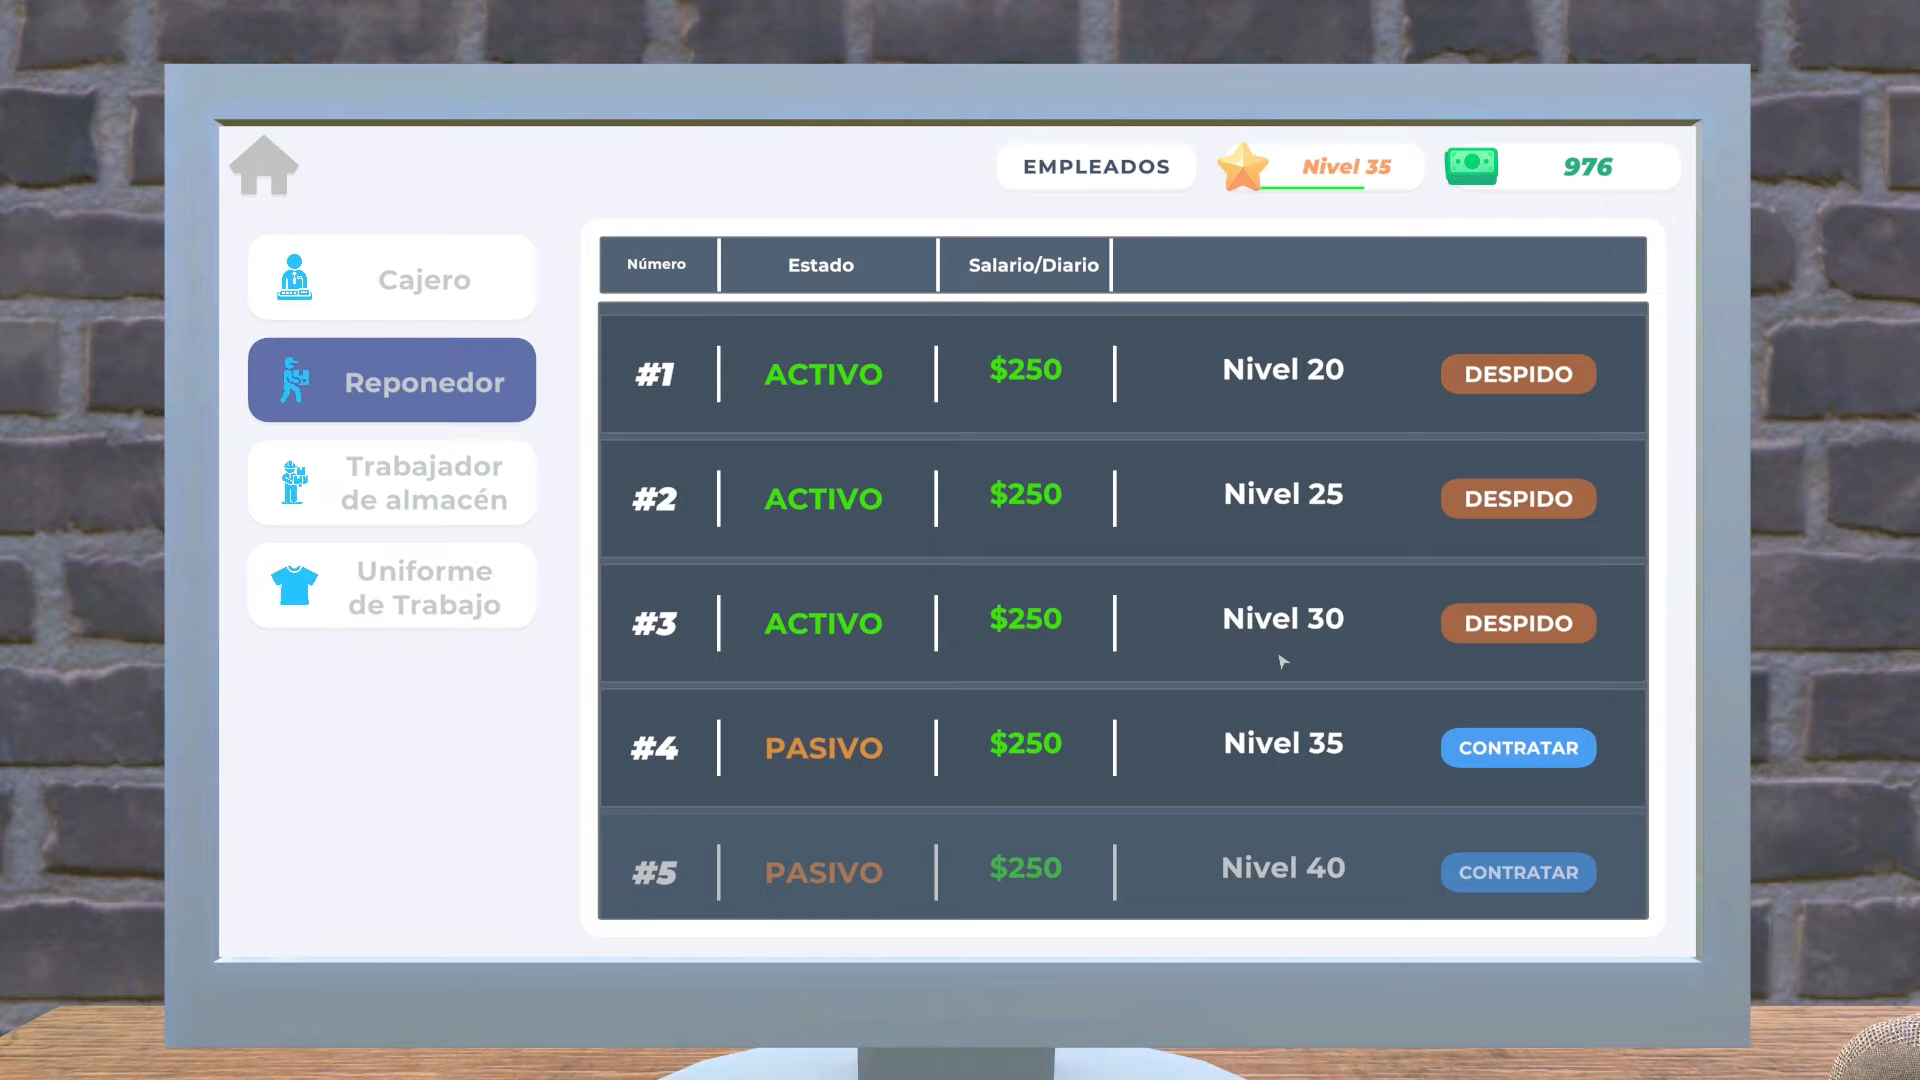 EMPLEADOS
Nivel 35
976
Cajero
Reponedor
Trabajador
de almacén
Uniforme
de Trabajo
Número Estado Salario/Diario
#1 ACTIVO $250 Nivel 20 DESPIDO
#2 ACTIVO $250 Nivel 25 DESPIDO
#3 ACTIVO $250 Nivel 30 DESPIDO
#4 PASIVO $250 Nivel 35 CONTRATAR
#5 PASIVO $250 Nivel 40 CONTRATAR